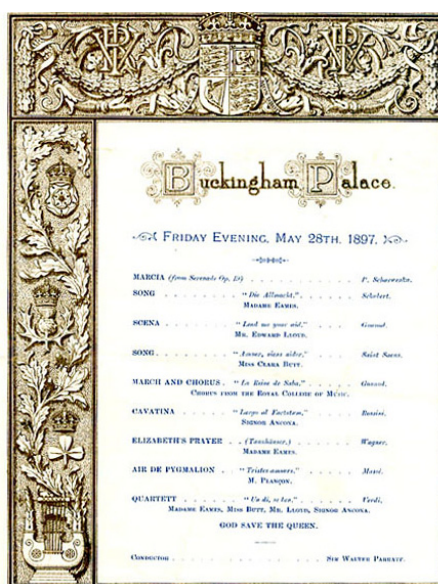 Buckingham Palace.
FRIDAY EVENING, MAY 28TH. 1897.
MARCIA (from Serenade Op. 19) P. Scharwenka.
SONG "Die Allmacht." Schubert.
MADAME EAMES.
SCENA "Lend me your aid." Gounod.
MR. EDWARD LLOYD.
SONG "Amour, viens aider." Saint Saens.
MISS CLARA BUTT.
MARCH AND CHORUS "La Reine de Saba." Gounod.
CHORUS FROM THE ROYAL COLLEGE OF MUSIC.
CAVATINA "Largo al Factotum." Rossini.
SIGNOR ANCONA.
ELIZABETH'S PRAYER (Tannhäuser.) Wagner.
MADAME EAMES.
AIR DE PYGMALION "Tristes amours." Massé.
M. PLANÇON.
QUARTETT "Un di, se ben." Verdi.
MADAME EAMES, MISS BUTT, MR. LLOYD, SIGNOR ANCONA.
GOD SAVE THE QUEEN.
CONDUCTOR SIR WALTER PARRATT.